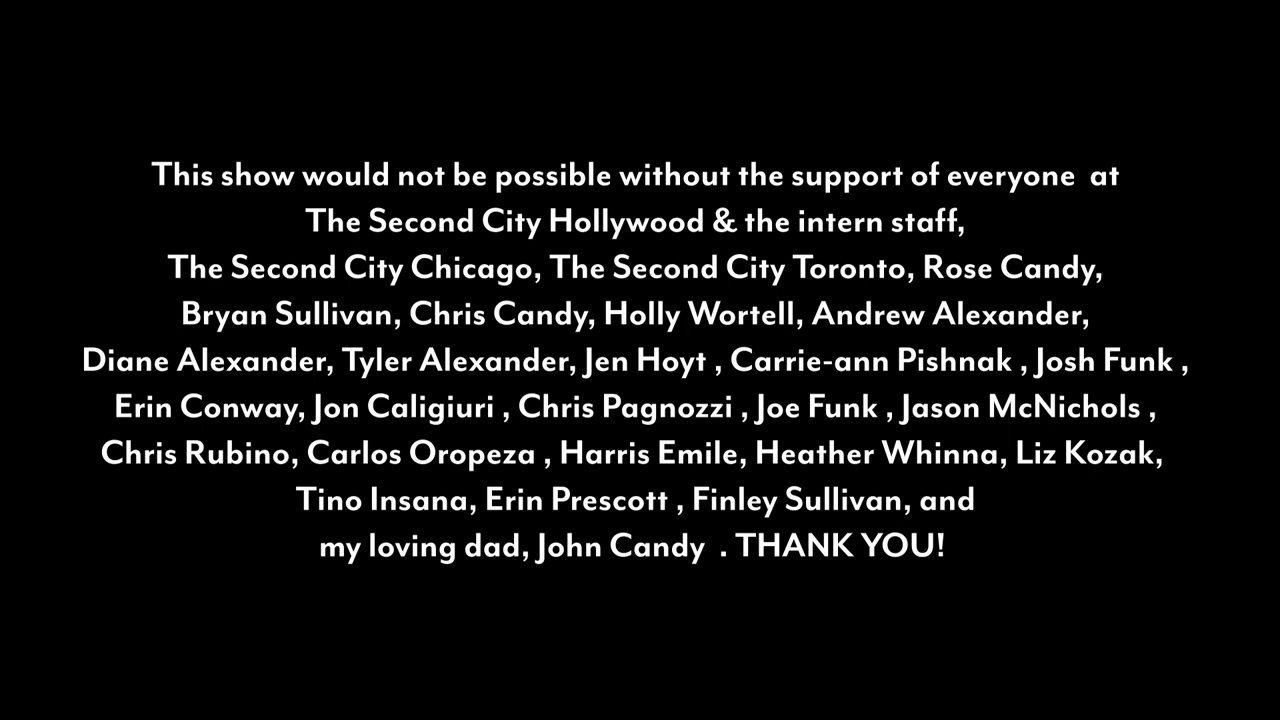 This show would not be possible without the support of everyone  at
The Second City Hollywood & the intern staff,
The Second City Chicago, The Second City Toronto, Rose Candy,
Bryan Sullivan, Chris Candy, Holly Wortell, Andrew Alexander,
Diane Alexander, Tyler Alexander, Jen Hoyt , Carrie-ann Pishnak , Josh Funk ,
Erin Conway, Jon Caligiuri , Chris Pagnozzi , Joe Funk , Jason McNichols ,
Chris Rubino, Carlos Oropeza , Harris Emile, Heather Whinna, Liz Kozak,
Tino Insana, Erin Prescott , Finley Sullivan, and
my loving dad, John Candy  . THANK YOU!